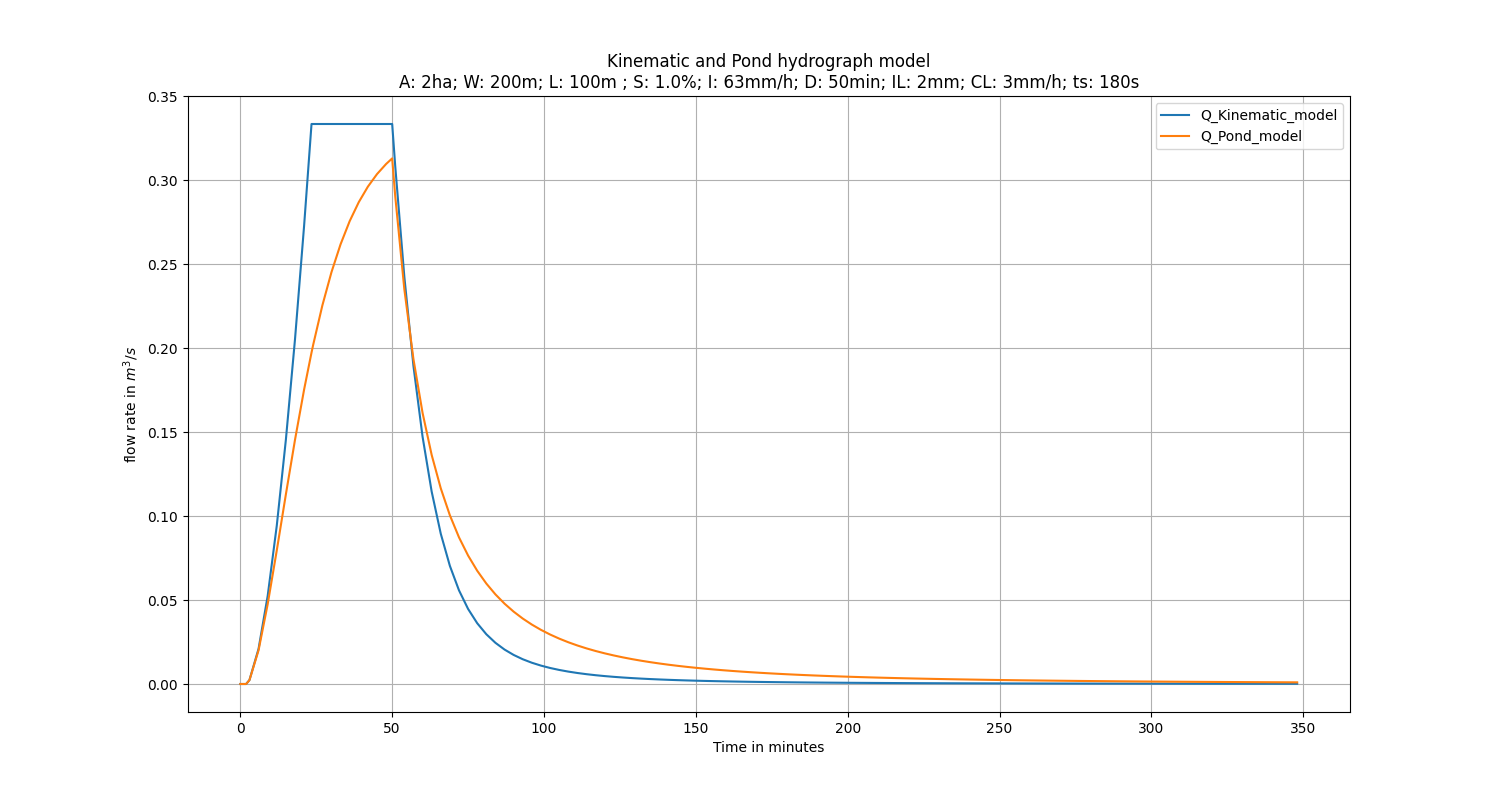 Kinematic and Pond hydrograph model
A: 2ha; W: 200m; L: 100m ; S: 1.0%; I: 63mm/h; D: 50min; IL: 2mm; CL: 3mm/h; ts: 180s
0.35
0.30
0.25
0.20
0.15
0.10
0.05
0.00
flow rate in m³/s
Q_Kinematic_model
Q_Pond_model
0
50
100
150
200
250
300
350
Time in minutes